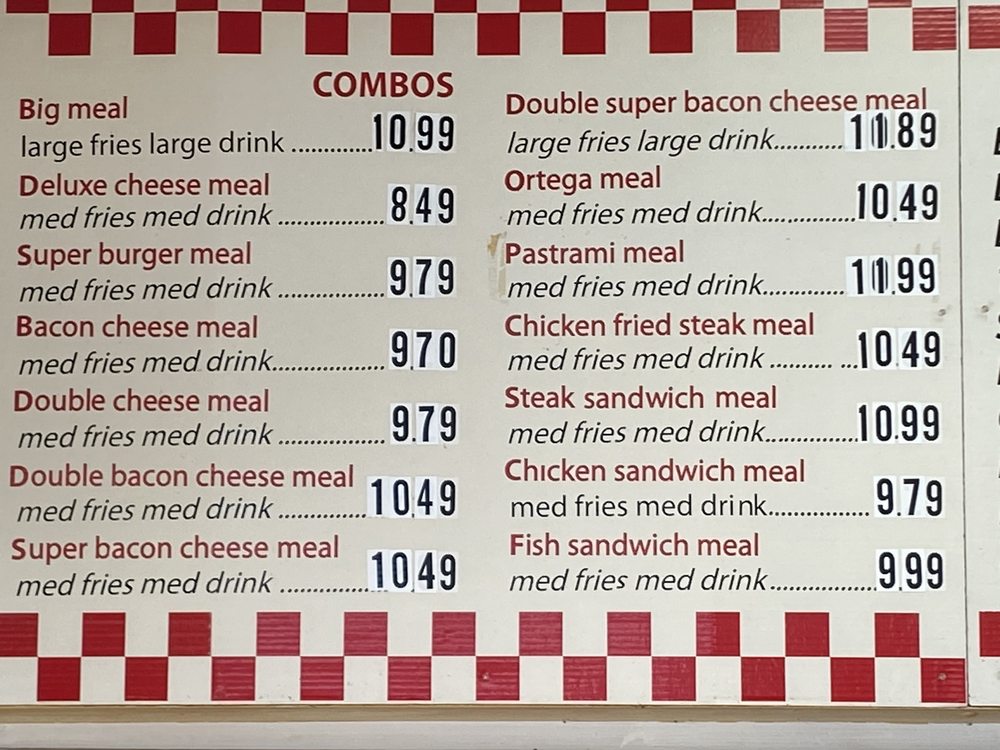 COMBOS
Big meal
large fries large drink ............10.99
Deluxe cheese meal
med fries med drink ................8.49
Super burger meal
med fries med drink ................9.79
Bacon cheese meal
med fries med drink.................9.70
Double cheese meal
med fries med drink ................9.79
Double bacon cheese meal
med fries med drink .............10.49
Super bacon cheese meal
med fries med drink ................10.49
Double super bacon cheese meal
large fries large drink..........11.89
Ortega meal
med fries med drink..............10.49
Pastrami meal
med fries med drink.............11.99
Chicken fried steak meal
med fries med drink .......... ...10.49
Steak sandwich meal
med fries med drink..............10.99
Chicken sandwich meal
med fries med drink................ 9.79
Fish sandwich meal
med fries med drink.................9.99